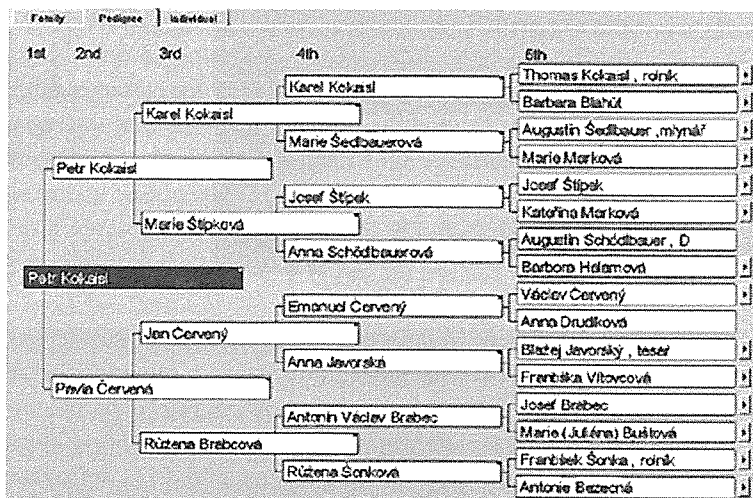 Family Pedigree Individual
1st 2nd 3rd 4th 5th
Thomas Kokaisl , rolník
Karel Kokaisl
Barbara Blahůt
Karel Kokaisl
Augustin Šedlbauer ,mlynář
Marie Šedlbauerová
Marie Marková
Petr Kokaisl
Josef Štípek
Josef Štípek
Kateřina Marková
Marie Štípková
Augustin Schödlbauer , D
Anna Schödlbauerová
Barbora Halamová
Petr Kokaisl
Václav Červený
Emanuel Červený
Anna Drudíková
Jan Červený
Blažej Javorský , tesař
Anna Javorská
Františka Vítovcová
Pavla Červená
Josef Brabec
Antonín Václav Brabec
Marie (Juliána) Buštová
Růžena Brabcová
František Šonka , rolník
Růžena Šonková
Antonie Bezecná